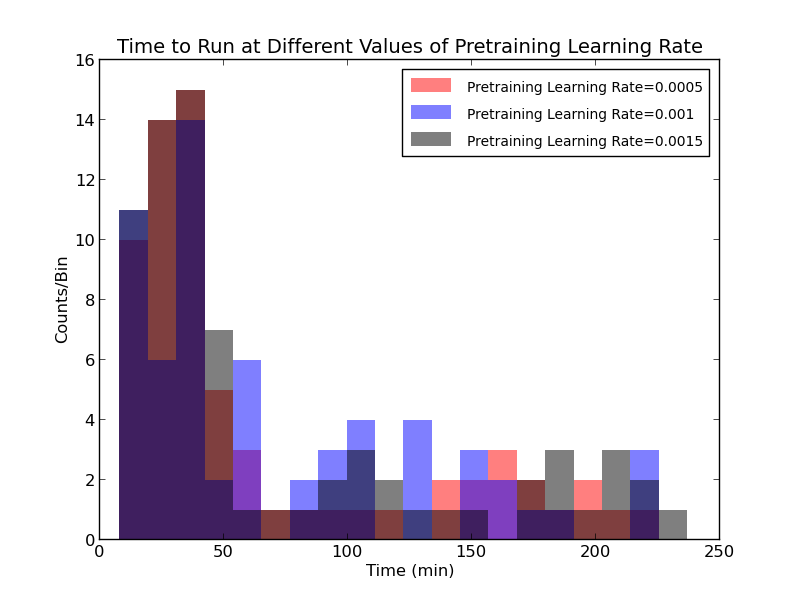 Time to Run at Different Values of Pretraining Learning Rate
Pretraining Learning Rate=0.0005
Pretraining Learning Rate=0.001
Pretraining Learning Rate=0.0015
16
14
12
10
8
6
4
2
0
Counts/Bin
0 50 100 150 200 250
Time (min)